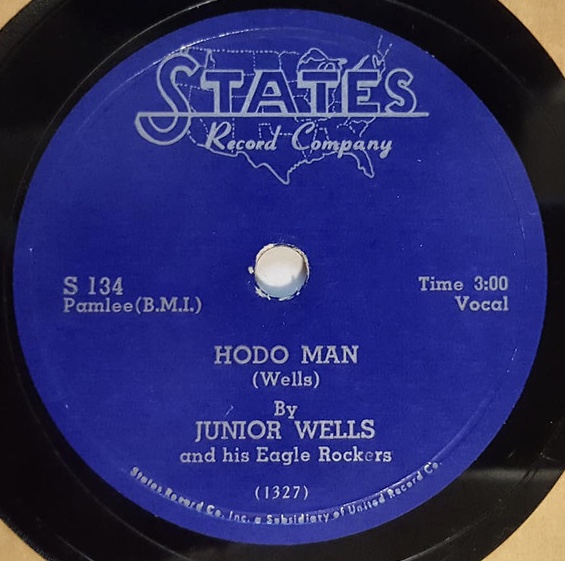 STATES
Record Company
S 134
Pamlee (B.M.I.)
Time 3:00
Vocal
HODO MAN
(Wells)
By
JUNIOR WELLS
and his Eagle Rockers
(1327)
States Record Co. Inc. a Subsidiary of United Record Co.